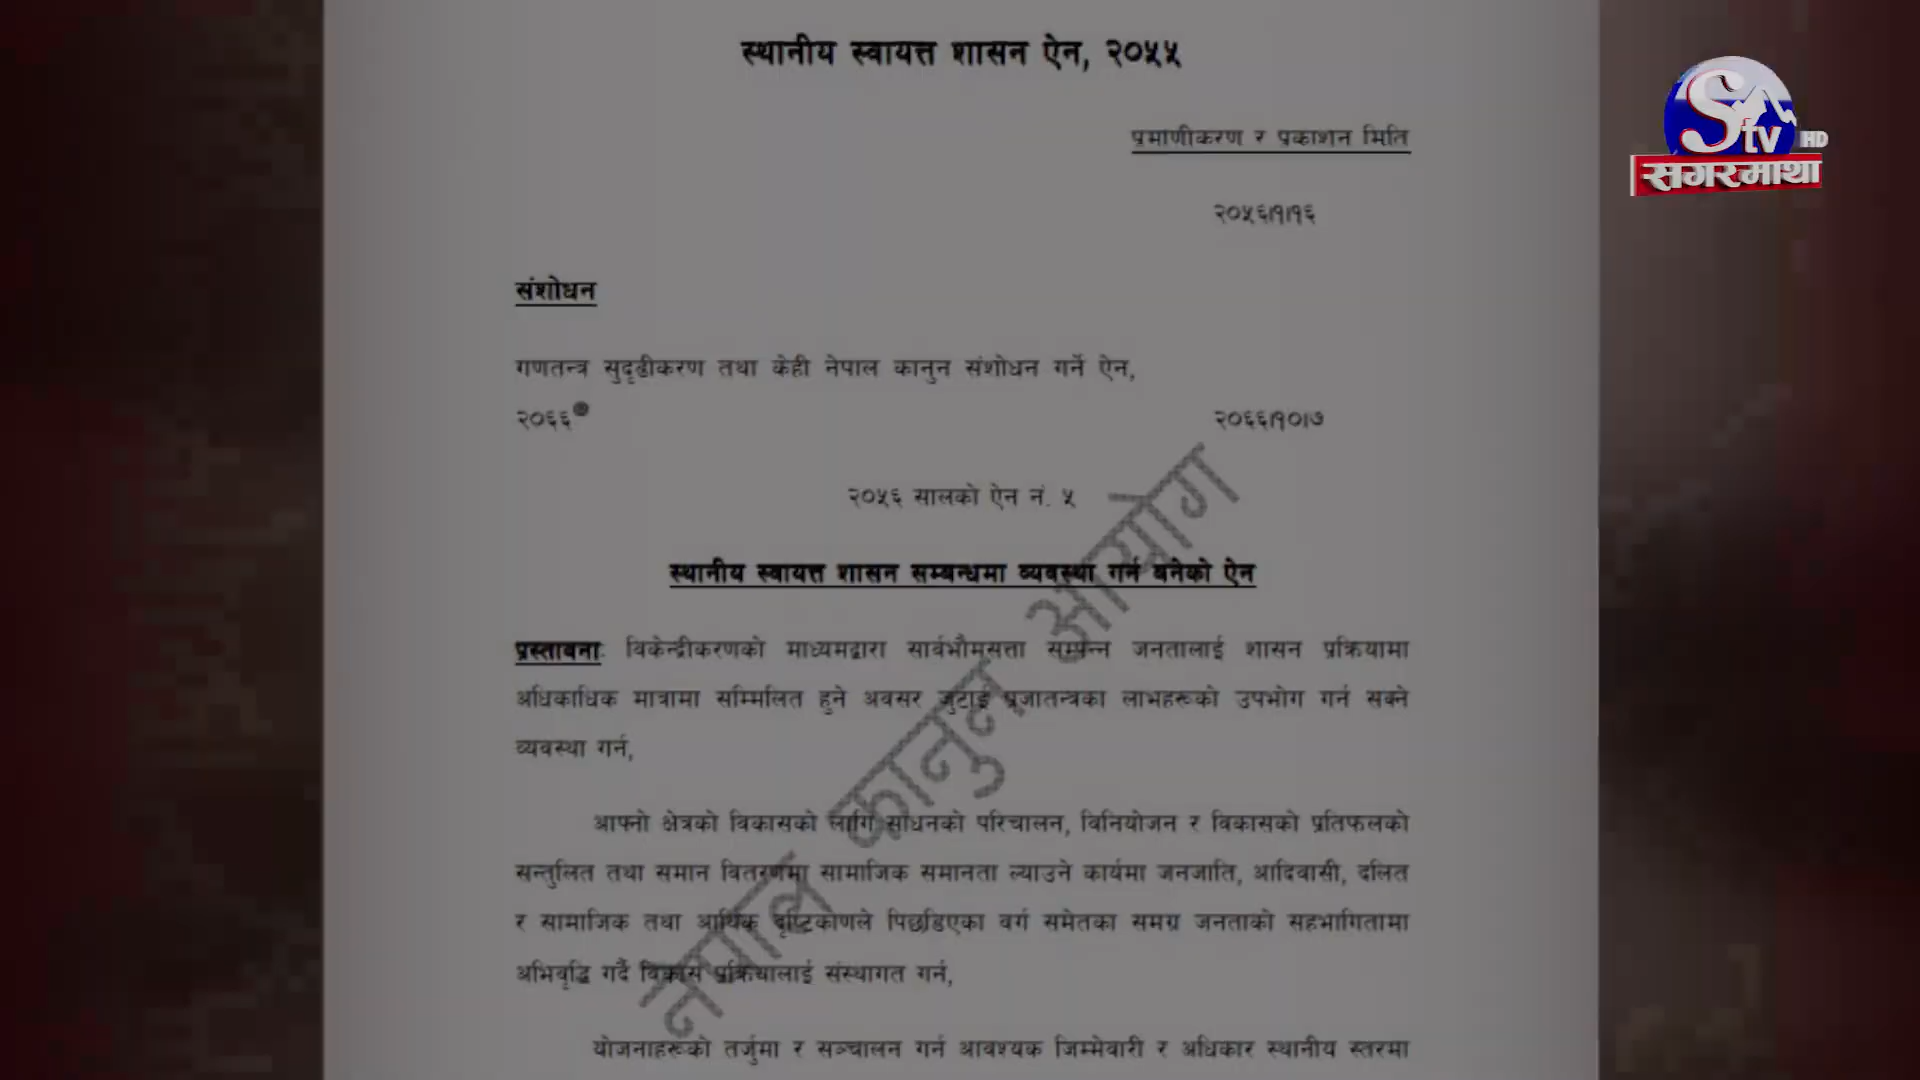 स्थानीय स्वायत्त शासन ऐन, २०५५
STV HD
सगरमाथा
प्रमाणीकरण र प्रकाशन मिति
२०५६।१।१६
संशोधन
गणतन्त्र सुदृढीकरण तथा केही नेपाल कानुन संशोधन गर्ने ऐन,
२०६६ २०६६।१०।७
२०५६ सालको ऐन नं. ५
स्थानीय स्वायत्त शासन सम्बन्धमा व्यवस्था गर्न बनेको ऐन
प्रस्तावनाः विकेन्द्रीकरणको माध्यमद्वारा सार्वभौमसत्ता सम्पन्न जनतालाई शासन प्रक्रियामा
अधिकाधिक मात्रामा सम्मिलित हुने अवसर जुटाई प्रजातन्त्रका लाभहरूको उपभोग गर्न सक्ने
व्यवस्था गर्न,
आफ्नो क्षेत्रको विकासको लागि साधनको परिचालन, विनियोजन र विकासको प्रतिफलको
सन्तुलित तथा समान वितरणमा सामाजिक समानता ल्याउने कार्यमा जनजाति, आदिवासी, दलित
र सामाजिक तथा आर्थिक दृष्टिकोणले पिछडिएका वर्ग समेतका समग्र जनताको सहभागितामा
अभिवृद्धि गर्दै विकास प्रक्रियालाई संस्थागत गर्न,
योजनाहरूको तर्जुमा र सञ्चालन गर्न आवश्यक जिम्मेवारी र अधिकार स्थानीय स्तरमा
नेपाल कानुन आयोग